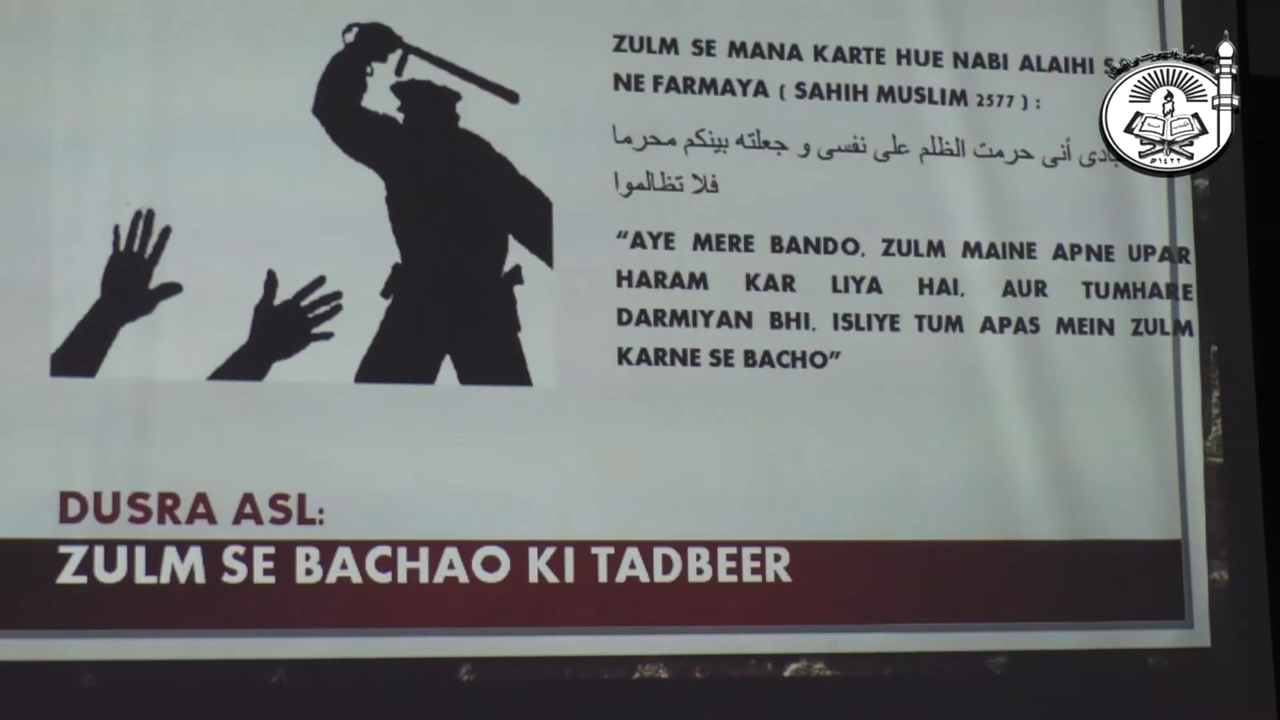 ZULM SE MANA KARTE HUE NABI ALAIHI
NE FARMAYA ( SAHIH MUSLIM 2577 ) :
أنى حرمت الظلم على نفسى و جعلته بينكم محرما
فلا تظالموا
“AYE MERE BANDO, ZULM MAINE APNE UPAR
HARAM KAR LIYA HAI, AUR TUMHARE
DARMIYAN BHI, ISLIYE TUM APAS MEIN ZULM
KARNE SE BACHO”
DUSRA ASL:
ZULM SE BACHAO KI TADBEER
١٤٢٢ھ